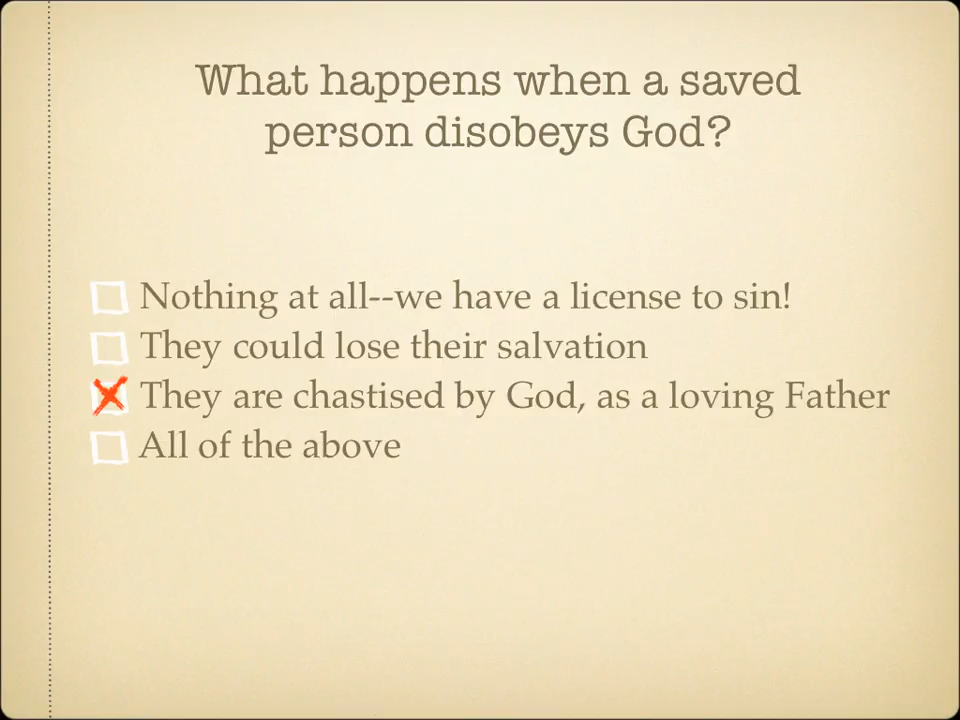 What happens when a saved
person disobeys God?
Nothing at all--we have a license to sin!
They could lose their salvation
They are chastised by God, as a loving Father
All of the above